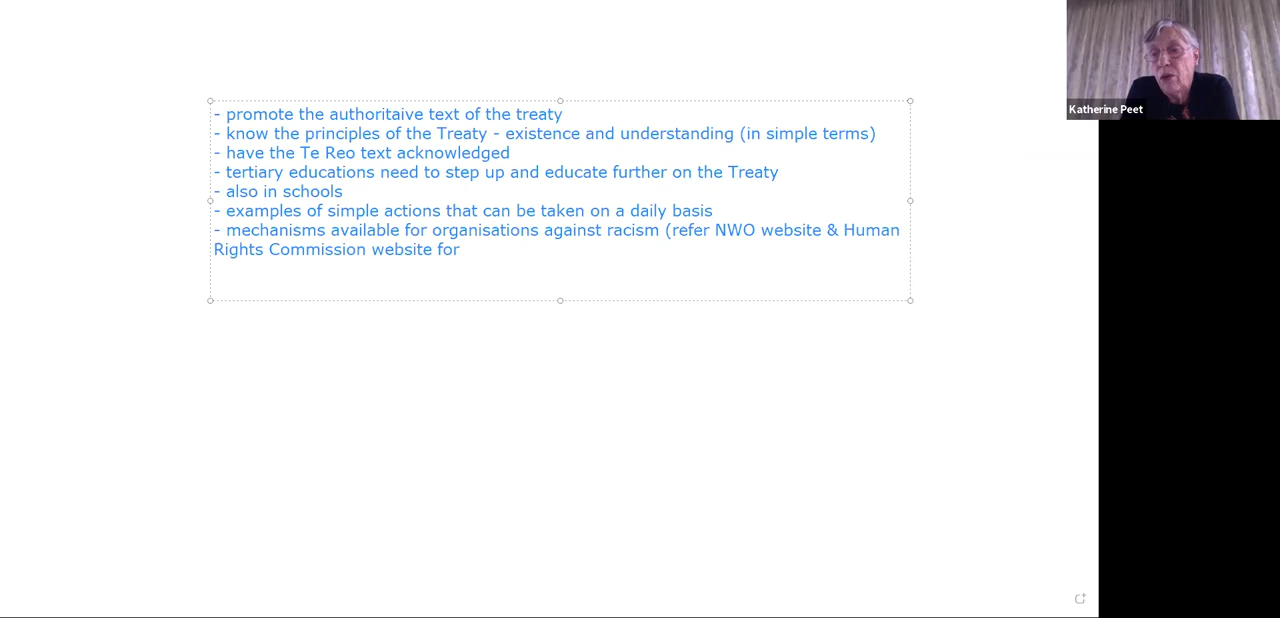 - promote the authoritaive text of the treaty
- know the principles of the Treaty - existence and understanding (in simple terms)
- have the Te Reo text acknowledged
- tertiary educations need to step up and educate further on the Treaty
- also in schools
- examples of simple actions that can be taken on a daily basis
- mechanisms available for organisations against racism (refer NWO website & Human
Rights Commission website for
Katherine Peet